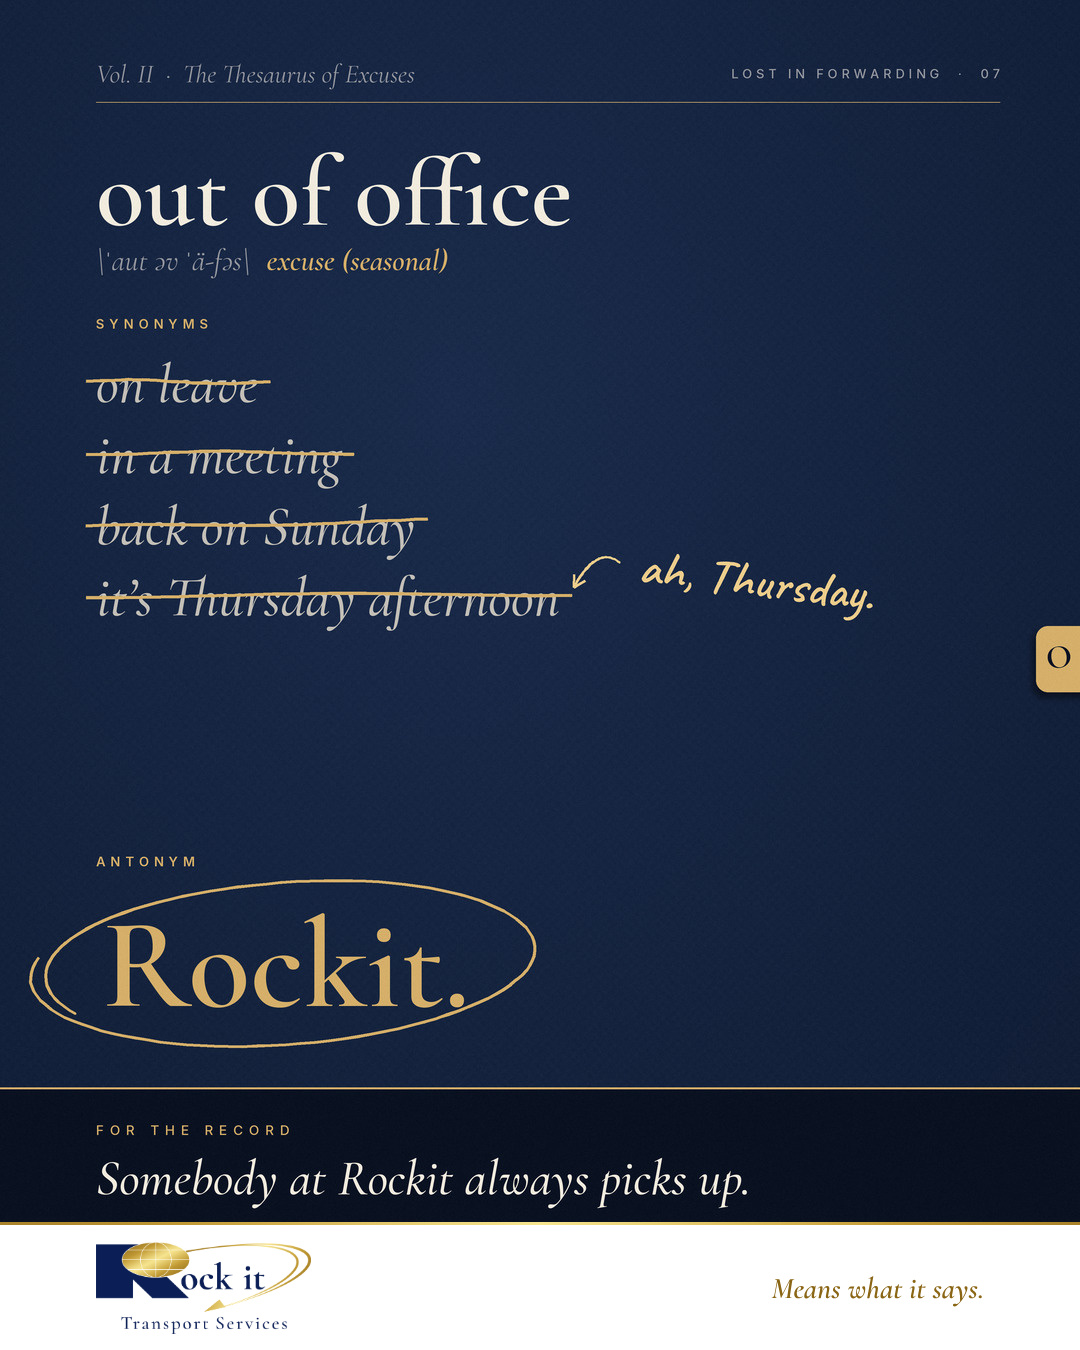 Vol. II · The Thesaurus of Excuses
LOST IN FORWARDING · 07
out of office
\ˈaut əv ˈä-fəs\ excuse (seasonal)
SYNONYMS
on leave
in a meeting
back on Sunday
it’s Thursday afternoon
ah, Thursday.
O
ANTONYM
Rockit.
FOR THE RECORD
Somebody at Rockit always picks up.
Rock it
Transport Services
Means what it says.